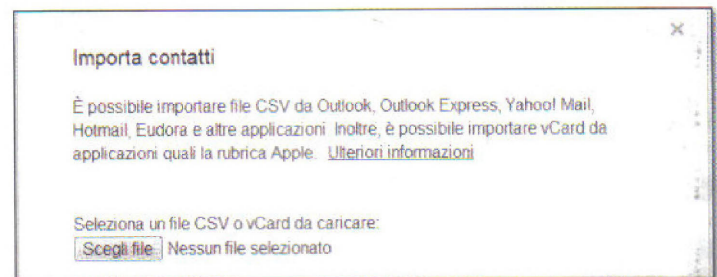 Importa contatti
È possibile importare file CSV da Outlook, Outlook Express, Yahoo! Mail,
Hotmail, Eudora e altre applicazioni. Inoltre, è possibile importare vCard da
applicazioni quali la rubrica Apple. Ulteriori informazioni
Seleziona un file CSV o vCard da caricare:
Scegli file Nessun file selezionato